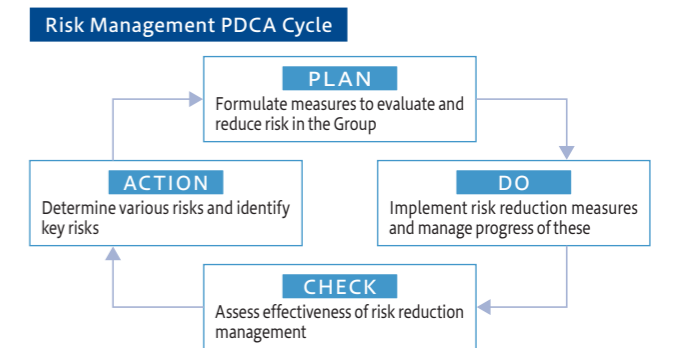 Risk Management PDCA Cycle
PLAN
Formulate measures to evaluate and
reduce risk in the Group
ACTION
Determine various risks and identify
key risks
DO
Implement risk reduction measures
and manage progress of these
CHECK
Assess effectiveness of risk reduction
management